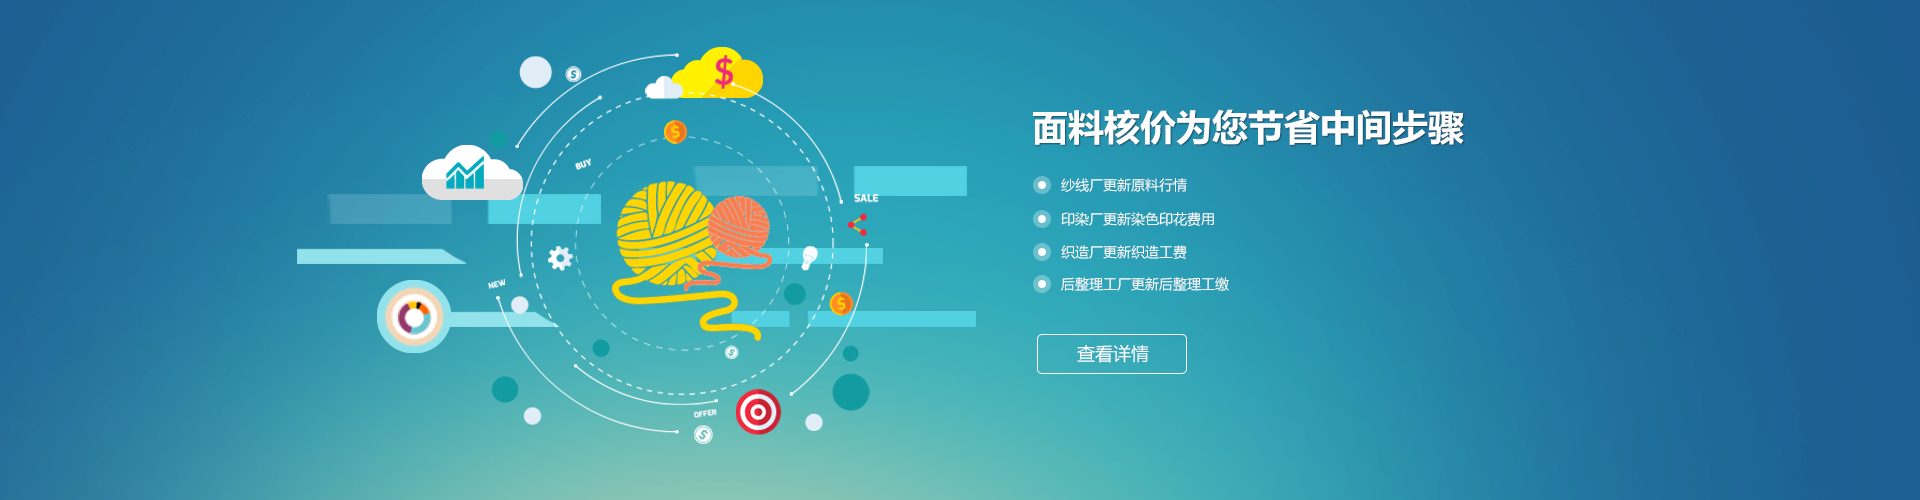 面料核价为您节省中间步骤
纱线厂更新原料行情
印染厂更新染色印花费用
织造厂更新织造工费
后整理工厂更新后整理工缴
查看详情
$
S
$
BUY
SALE
NEW
$
S
OFFER
S